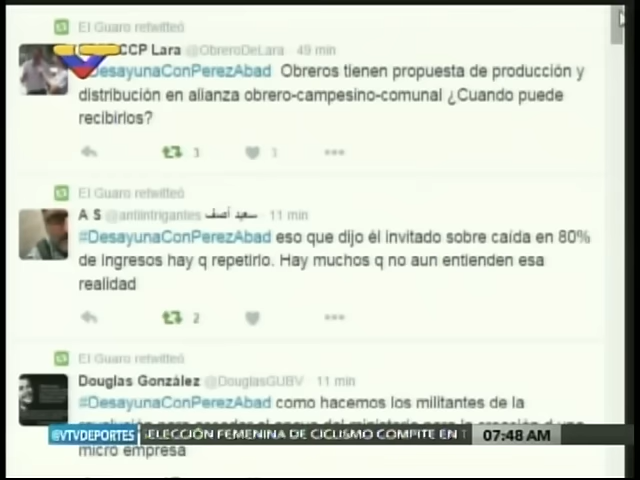 El Guaro retwitteó
CCP Lara @ObreroDeLara · 49 min
#DesayunaConPerezAbad Obreros tienen propuesta de producción y
distribución en alianza obrero-campesino-comunal ¿Cuando puede
recibirlos?
3 1
El Guaro retwitteó
A S @antiintrigantes سعيد آصف · 11 min
#DesayunaConPerezAbad eso que dijo él invitado sobre caída en 80%
de ingresos hay q repetirlo. Hay muchos q no aun entienden esa
realidad
2
El Guaro retwitteó
Douglas González @DouglasGUBV · 11 min
#DesayunaConPerezAbad como hacemos los militantes de la
@VTVDEPORTES SELECCIÓN FEMENINA DE CICLISMO COMPITE EN 07:48 AM
micro empresa